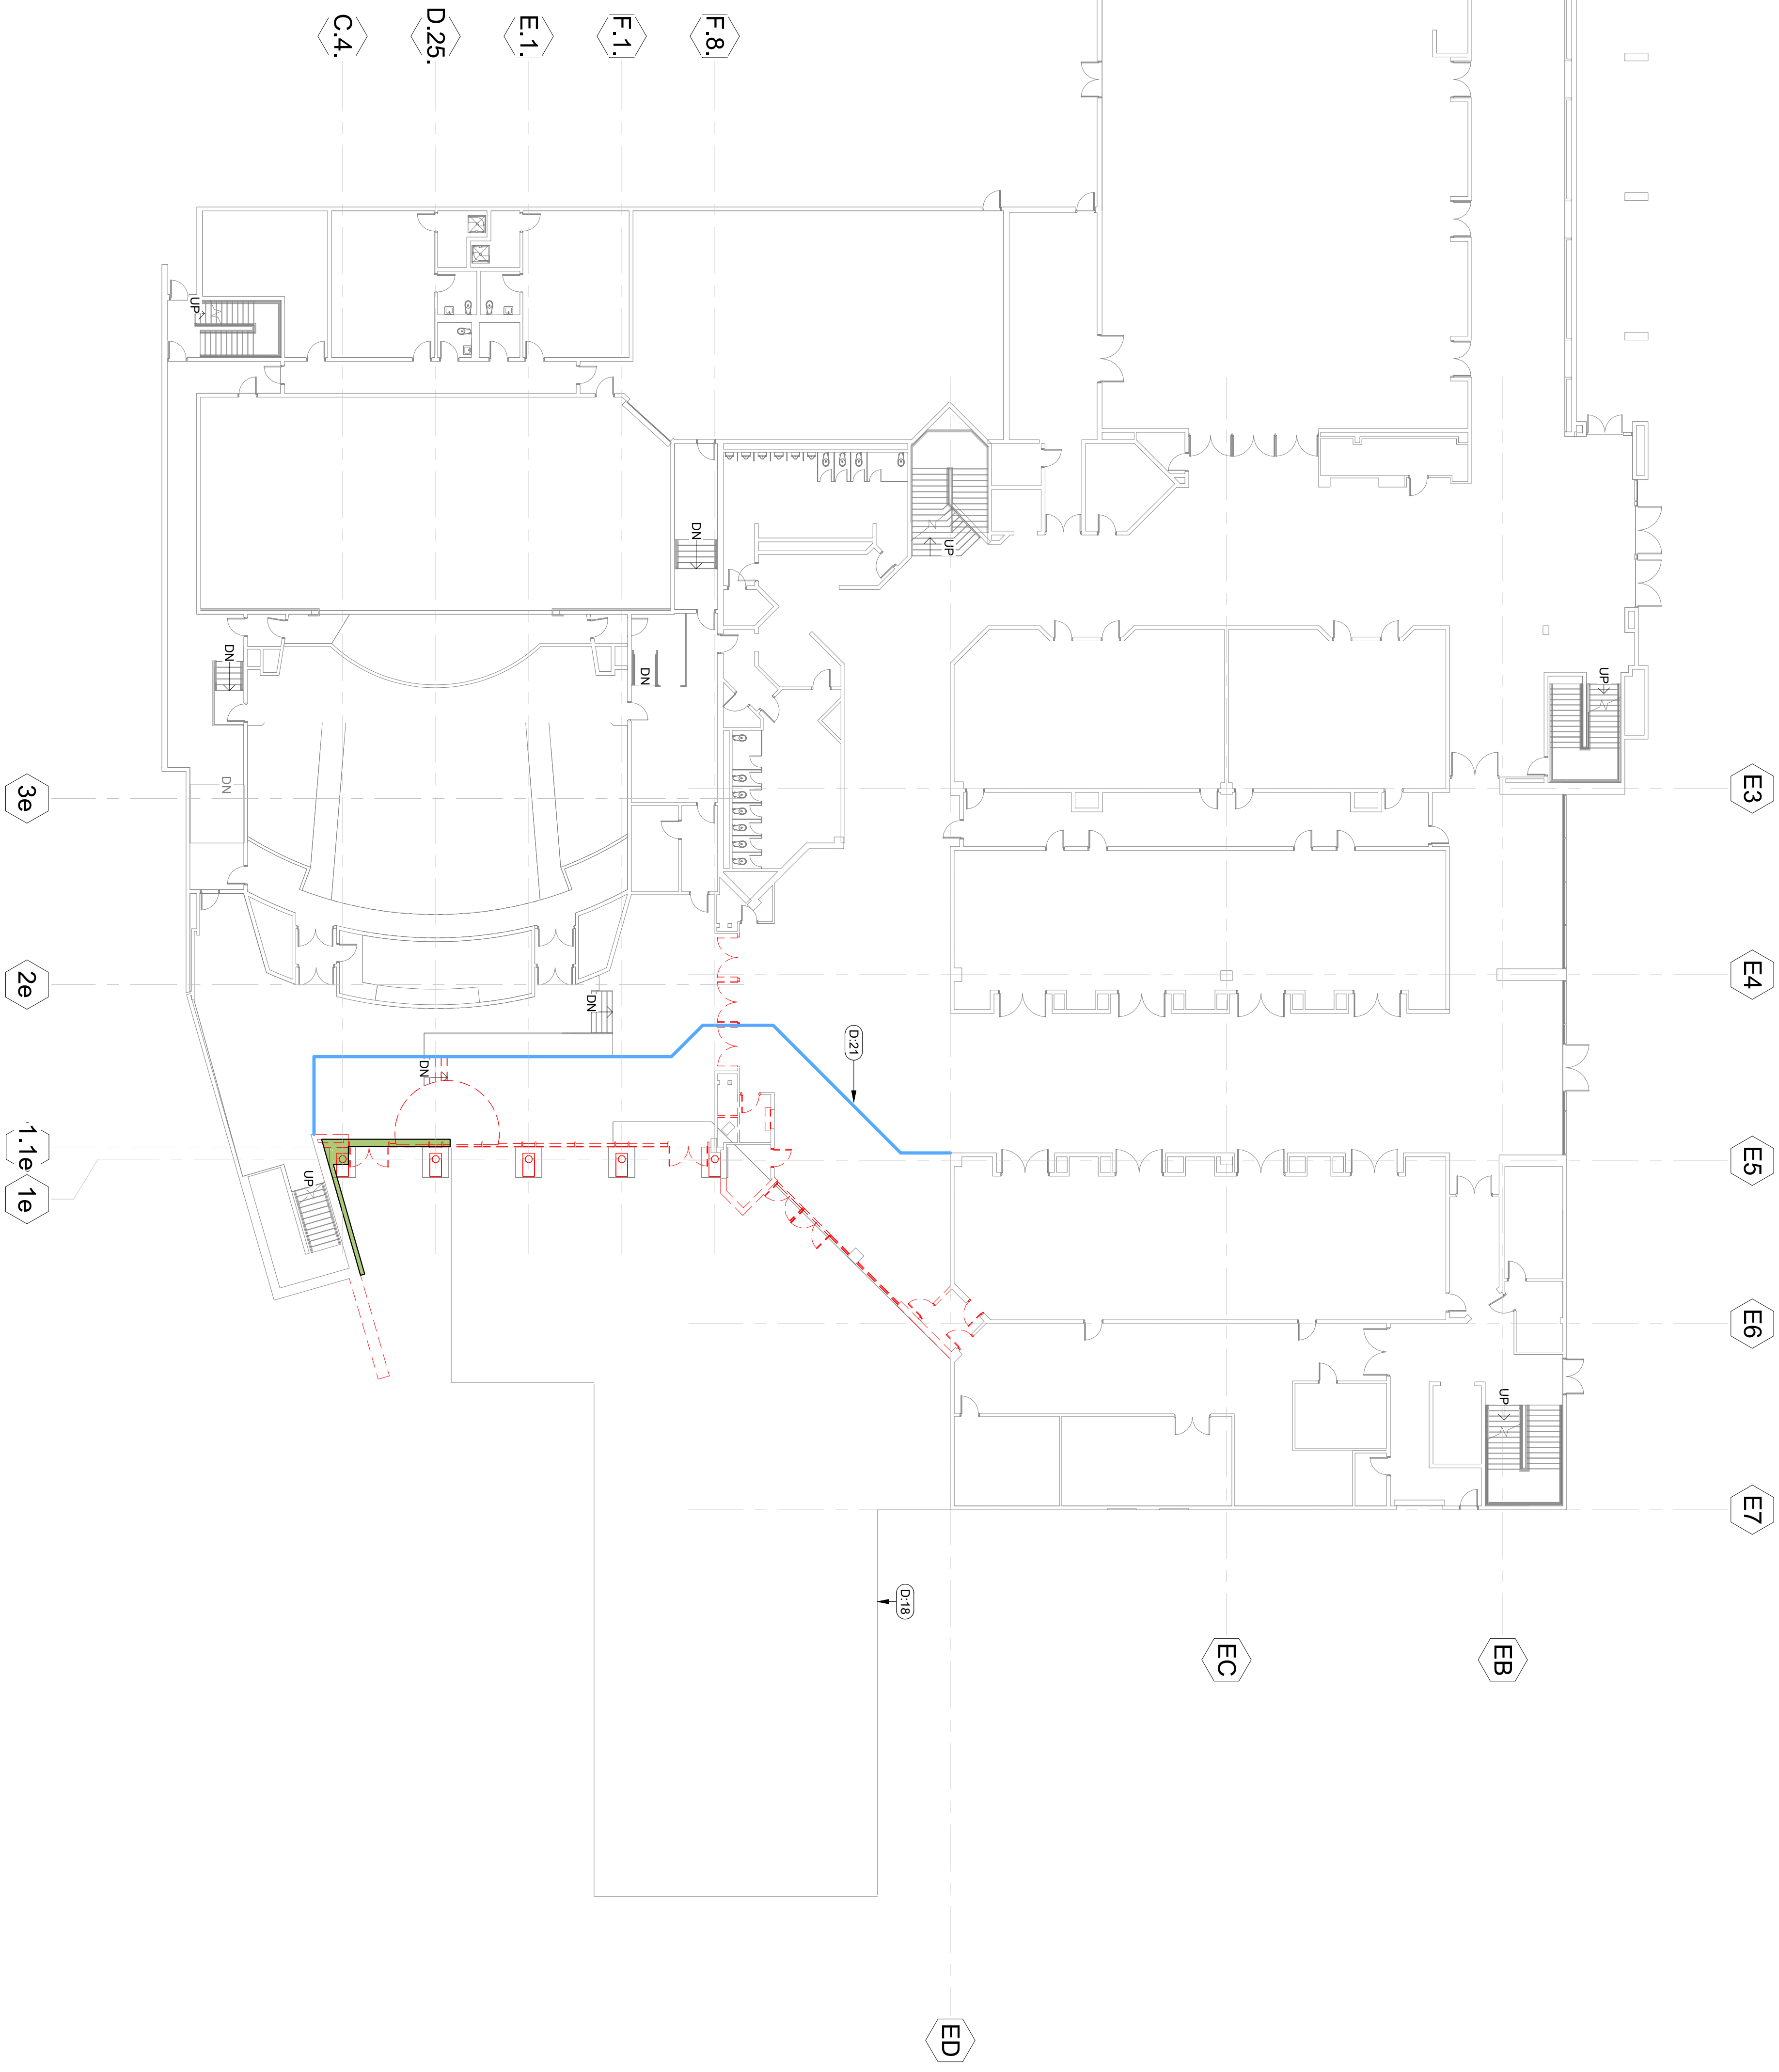 C.4.
D.25.
E.1.
F.1.
F.8.
UP
DN
UP
DN
DN
UP
DN
3e
E3
2e
E4
DN
D:21
DN
1.1e
1e
E5
UP
E6
UP
E7
D:18
EC
EB
ED